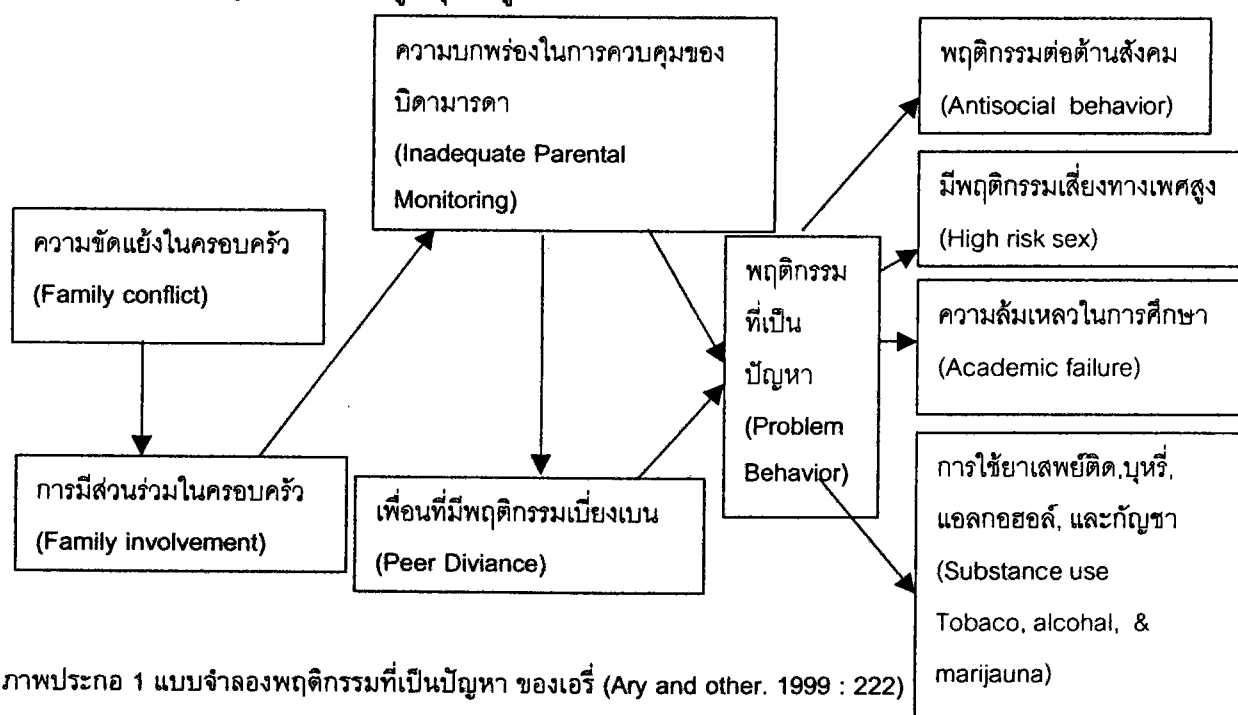 ความบกพร่องในการควบคุมของ
บิดามารดา
(Inadequate Parental
Monitoring)
พฤติกรรมต่อต้านสังคม
(Antisocial behavior)
มีพฤติกรรมเสี่ยงทางเพศสูง
(High risk sex)
ความขัดแย้งในครอบครัว
(Family conflict)
พฤติกรรม
ที่เป็น
ปัญหา
(Problem
Behavior)
ความล้มเหลวในการศึกษา
(Academic failure)
การมีส่วนร่วมในครอบครัว
(Family involvement)
เพื่อนที่มีพฤติกรรมเบี่ยงเบน
(Peer Diviance)
การใช้ยาเสพย์ติด,บุหรี่,
แอลกอฮอล์, และกัญชา
(Substance use
Tobaco, alcohal, &
marijauna)
ภาพประกอ 1 แบบจำลองพฤติกรรมที่เป็นปัญหา ของเอรี่ (Ary and other. 1999 : 222)